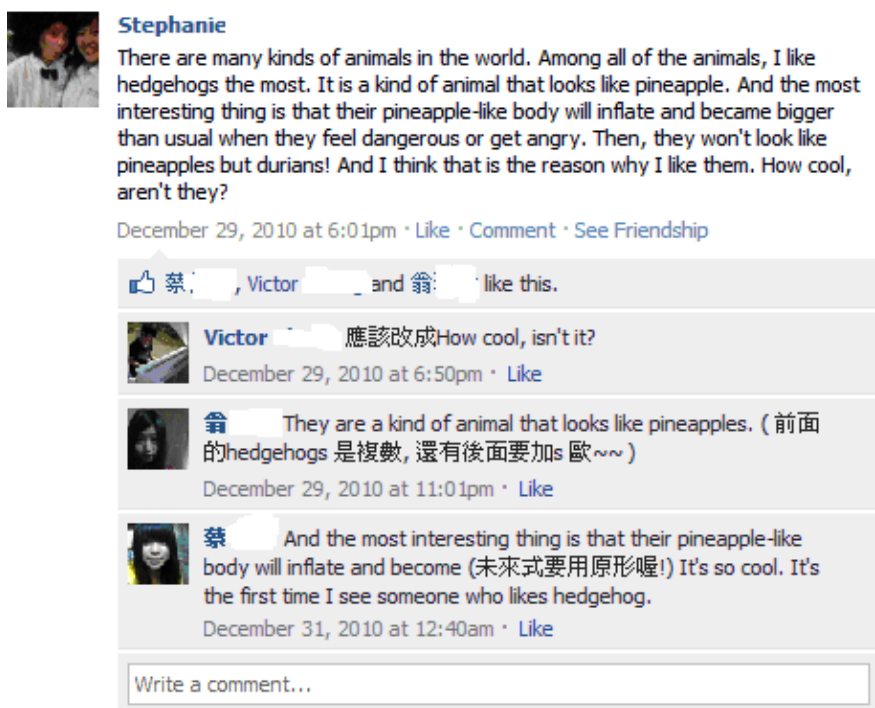 Stephanie
There are many kinds of animals in the world. Among all of the animals, I like
hedgehogs the most. It is a kind of animal that looks like pineapple. And the most
interesting thing is that their pineapple-like body will inflate and became bigger
than usual when they feel dangerous or get angry. Then, they won't look like
pineapples but durians! And I think that is the reason why I like them. How cool,
aren't they?
December 29, 2010 at 6:01pm · Like · Comment · See Friendship
蔡 , Victor and 翁 like this.
Victor 應該改成How cool, isn't it?
December 29, 2010 at 6:50pm · Like
翁 They are a kind of animal that looks like pineapples. ( 前面
的hedgehogs 是複數, 還有後面要加s 歐~~ )
December 29, 2010 at 11:01pm · Like
蔡 And the most interesting thing is that their pineapple-like
body will inflate and become (未來式要用原形喔!) It's so cool. It's
the first time I see someone who likes hedgehog.
December 31, 2010 at 12:40am · Like
Write a comment...